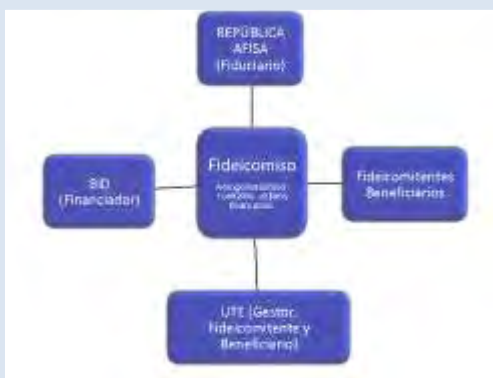 REPÚBLICA
AFISA
(Fiduciario)
Fideicomiso
BID
(Financiador)
Fideicomitentes
Beneficiarios
UTE (Gestor,
Fideicomitente y
Beneficiario)